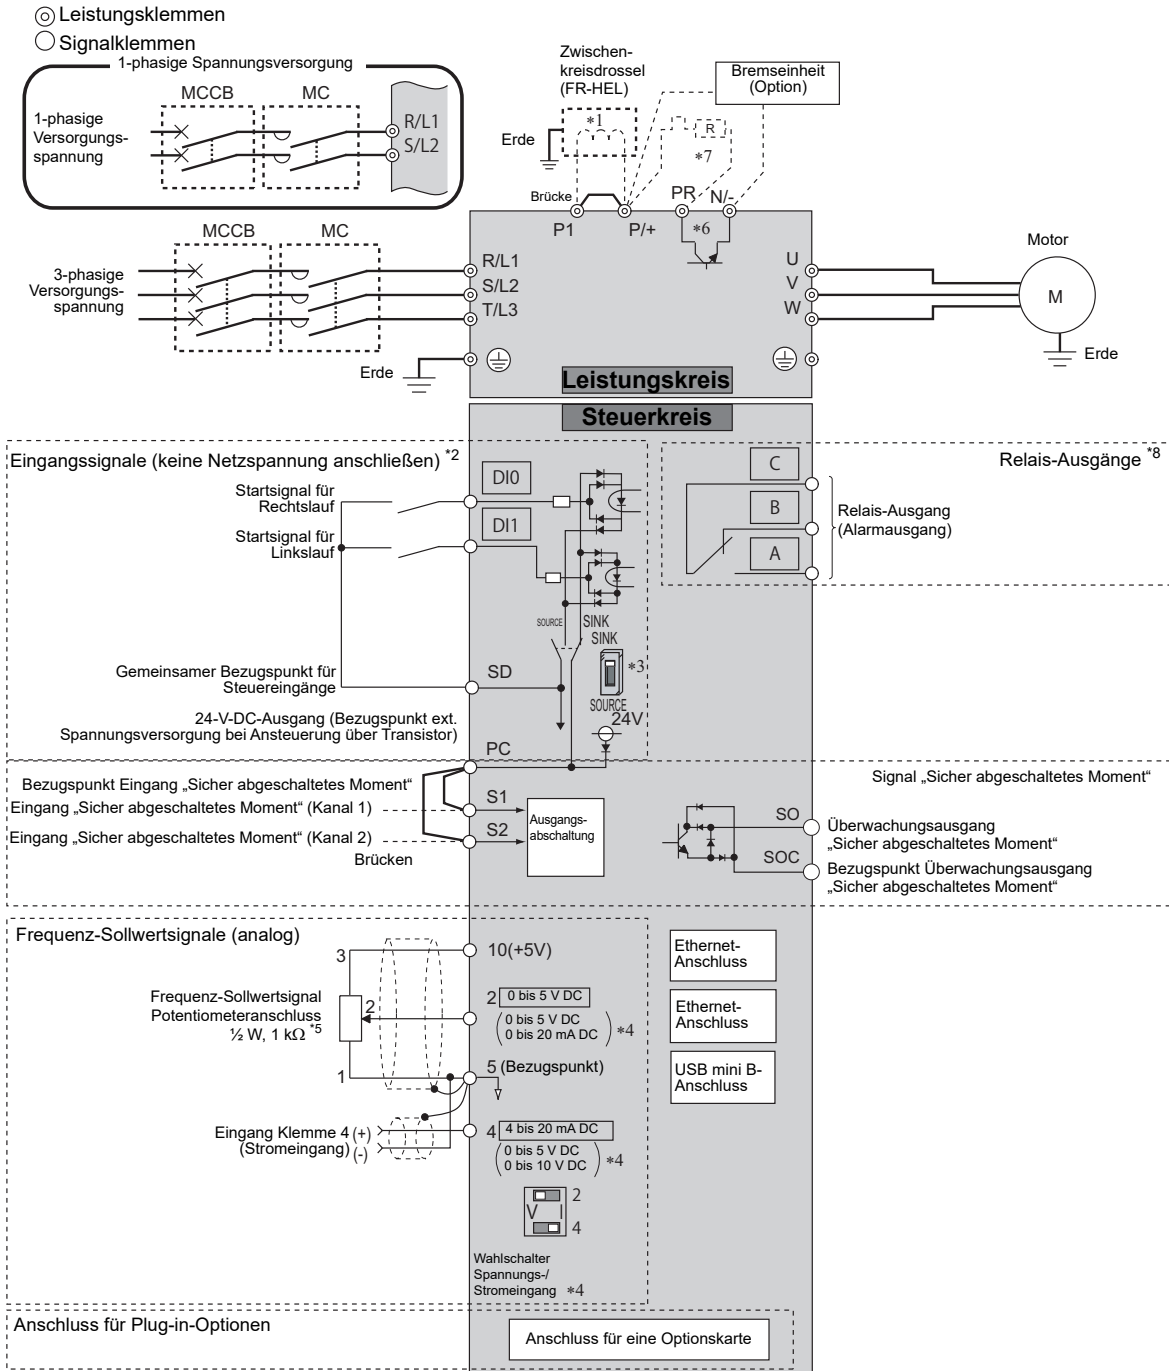 Leistungsklemmen
Signalklemmen
1-phasige Spannungsversorgung
MCCB
MC
1-phasige
Versorgungs-
spannung
R/L1
S/L2
Zwischen-
kreisdrossel
(FR-HEL)
Bremseinheit
(Option)
Erde
*1
R
*7
Brücke
P1
P/+
PR
N/-
*6
MCCB
MC
3-phasige
Versorgungs-
spannung
R/L1
S/L2
T/L3
U
V
W
Motor
M
Erde
Erde
Leistungskreis
Steuerkreis
Eingangssignale (keine Netzspannung anschließen) *2
Startsignal für
Rechtslauf
DI0
Startsignal für
Linkslauf
DI1
SOURCE
SINK
SINK
*3
SOURCE
Gemeinsamer Bezugspunkt für
Steuereingänge
SD
24-V-DC-Ausgang (Bezugspunkt ext.
Spannungsversorgung bei Ansteuerung über Transistor)
24V
PC
Relais-Ausgänge *8
C
B
A
Relais-Ausgang
(Alarmausgang)
Bezugspunkt Eingang „Sicher abgeschaltetes Moment“
Eingang „Sicher abgeschaltetes Moment“ (Kanal 1)
S1
Eingang „Sicher abgeschaltetes Moment“ (Kanal 2)
S2
Brücken
Ausgangs-
abschaltung
Signal „Sicher abgeschaltetes Moment“
SO
Überwachungsausgang
„Sicher abgeschaltetes Moment“
SOC
Bezugspunkt Überwachungsausgang
„Sicher abgeschaltetes Moment“
Frequenz-Sollwertsignale (analog)
3
10(+5V)
Frequenz-Sollwertsignal
Potentiometeranschluss
½ W, 1 kΩ *5
2
2 0 bis 5 V DC
(0 bis 5 V DC
0 bis 20 mA DC) *4
1
5 (Bezugspunkt)
Eingang Klemme 4 (+)
(Stromeingang) (-)
4 4 bis 20 mA DC
(0 bis 5 V DC
0 bis 10 V DC) *4
2
V I
4
Wahlschalter
Spannungs-/
Stromeingang *4
Ethernet-
Anschluss
Ethernet-
Anschluss
USB mini B-
Anschluss
Anschluss für Plug-in-Optionen
Anschluss für eine Optionskarte